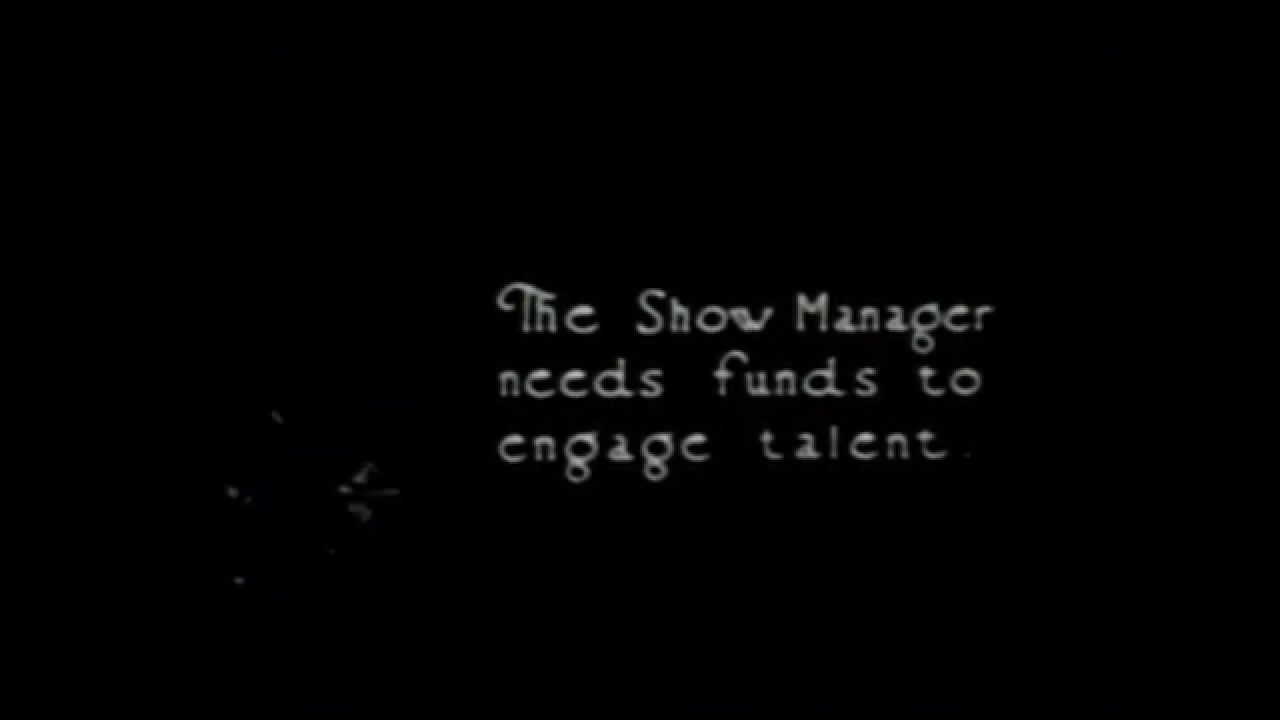 The Show Manager
needs funds to
engage talent.